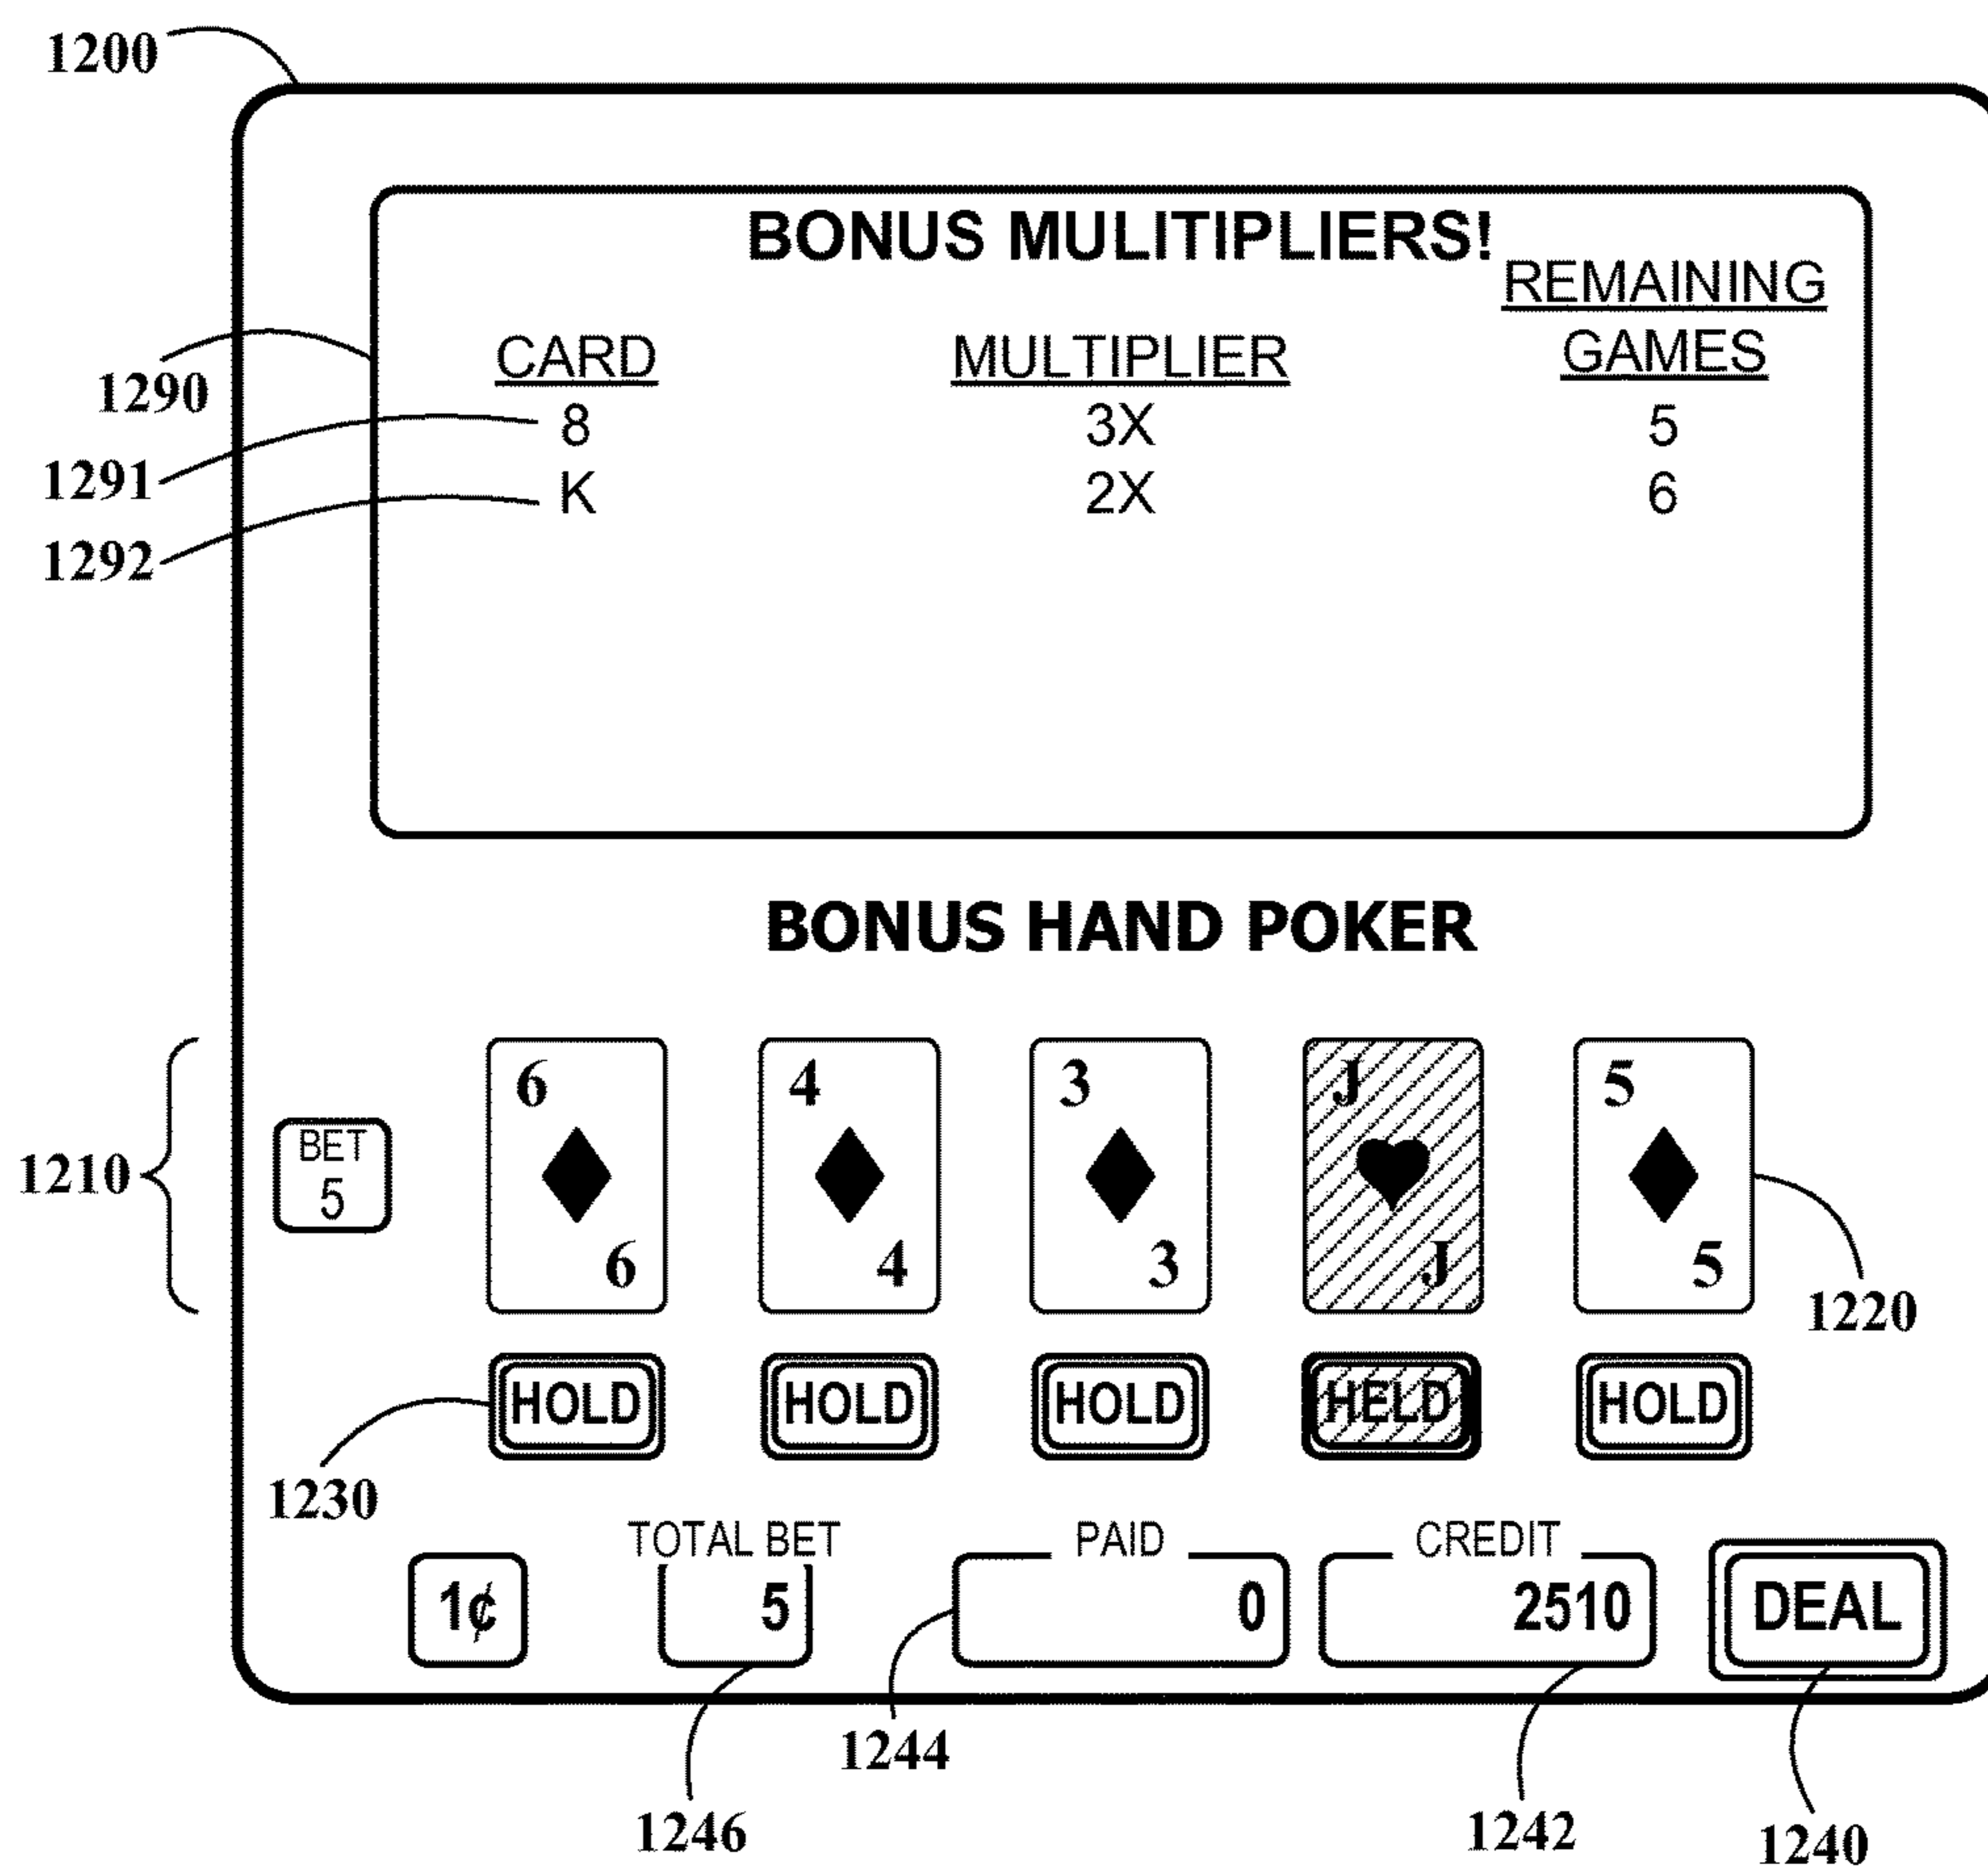 1200
BONUS MULITIPLIERS!
REMAINING
CARD MULTIPLIER GAMES
1290
8 3X 5
1291
K 2X 6
1292
BONUS HAND POKER
6 4 3 J 5
BET
1210
5
6 4 3 J 5
1220
HOLD HOLD HOLD HELD HOLD
1230
TOTAL BET PAID CREDIT
1¢ 5 0 2510 DEAL
1244
1246 1242 1240